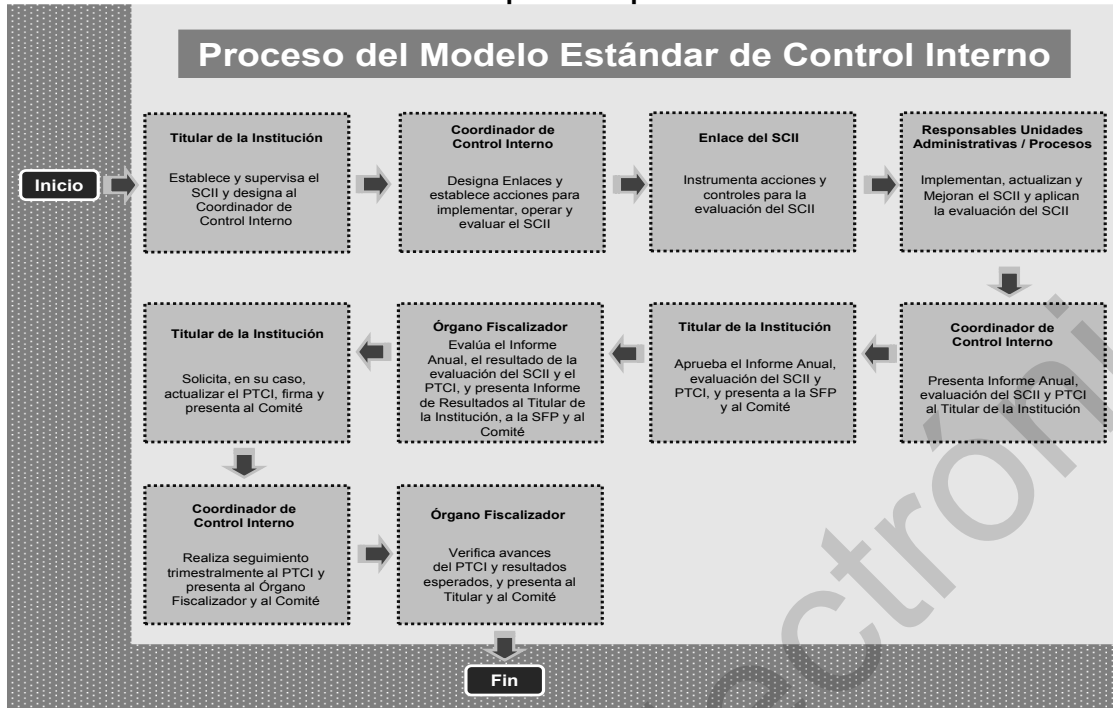 Proceso del Modelo Estándar de Control Interno
Inicio
Titular de la Institución
Establece y supervisa el
SCII y designa al
Coordinador de
Control Interno
Coordinador de
Control Interno
Designa Enlaces y
establece acciones para
implementar, operar y
evaluar el SCII
Enlace del SCII
Instrumenta acciones y
controles para la
evaluación del SCII
Responsables Unidades
Administrativas / Procesos
Implementan, actualizan y
Mejoran el SCII y aplican
la evaluación del SCII
Coordinador de
Control Interno
Presenta Informe Anual,
evaluación del SCII y PTCI
al Titular de la Institución
Titular de la Institución
Aprueba el Informe Anual,
evaluación del SCII y
PTCI, y presenta a la SFP
y al Comité
Órgano Fiscalizador
Evalúa el Informe
Anual, el resultado de la
evaluación del SCII y el
PTCI, y presenta Informe
de Resultados al Titular de
la Institución, a la SFP y al
Comité
Titular de la Institución
Solicita, en su caso,
actualizar el PTCI, firma y
presenta al Comité
Coordinador de
Control Interno
Realiza seguimiento
trimestralmente al PTCI y
presenta al Órgano
Fiscalizador y al Comité
Órgano Fiscalizador
Verifica avances
del PTCI y resultados
esperados, y presenta al
Titular y al Comité
Fin